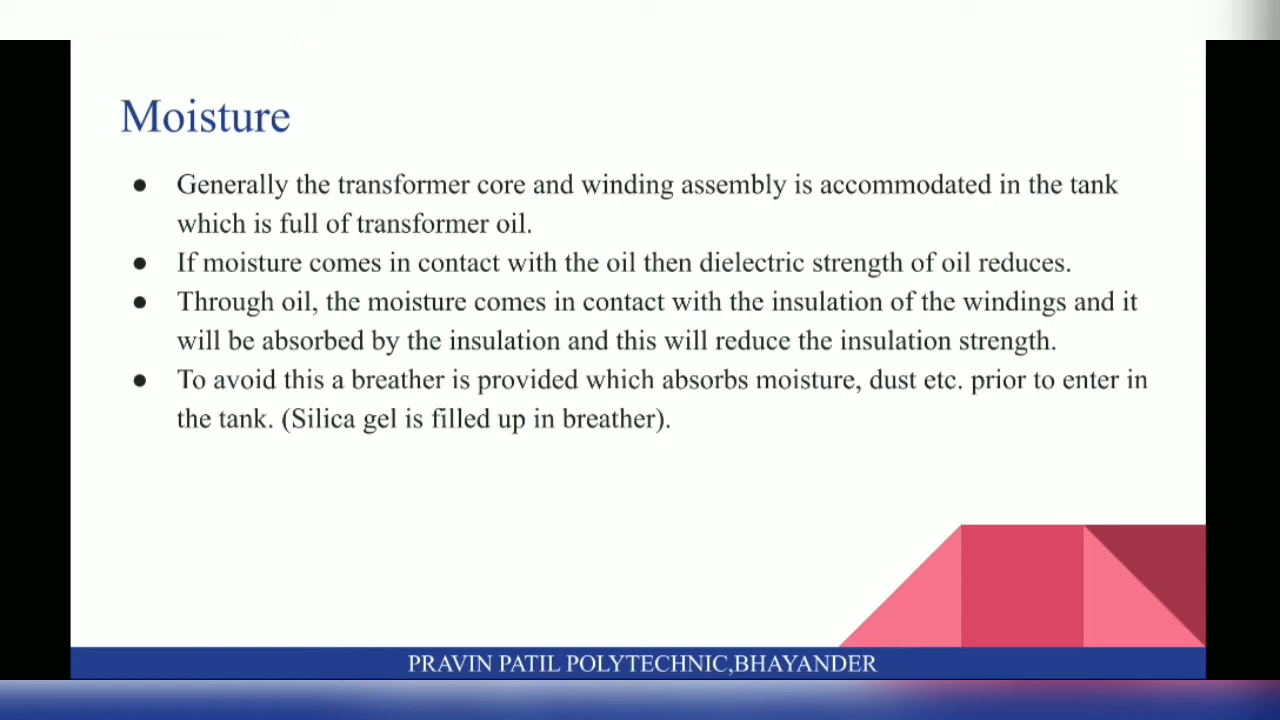 Moisture
● Generally the transformer core and winding assembly is accommodated in the tank
which is full of transformer oil.
● If moisture comes in contact with the oil then dielectric strength of oil reduces.
● Through oil, the moisture comes in contact with the insulation of the windings and it
will be absorbed by the insulation and this will reduce the insulation strength.
● To avoid this a breather is provided which absorbs moisture, dust etc. prior to enter in
the tank. (Silica gel is filled up in breather).
PRAVIN PATIL POLYTECHNIC,BHAYANDER